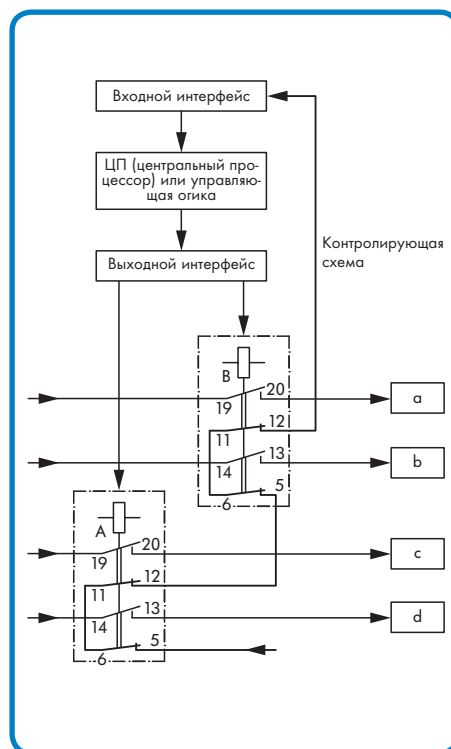 Входной интерфейс
ЦП (центральный про-
цессор) или управляю-
щая огика
Контролирующая
схема
Выходной интерфейс
B
20
19
a
12
11
13
14
b
5
6
A
20
19
c
12
11
13
14
d
5
6